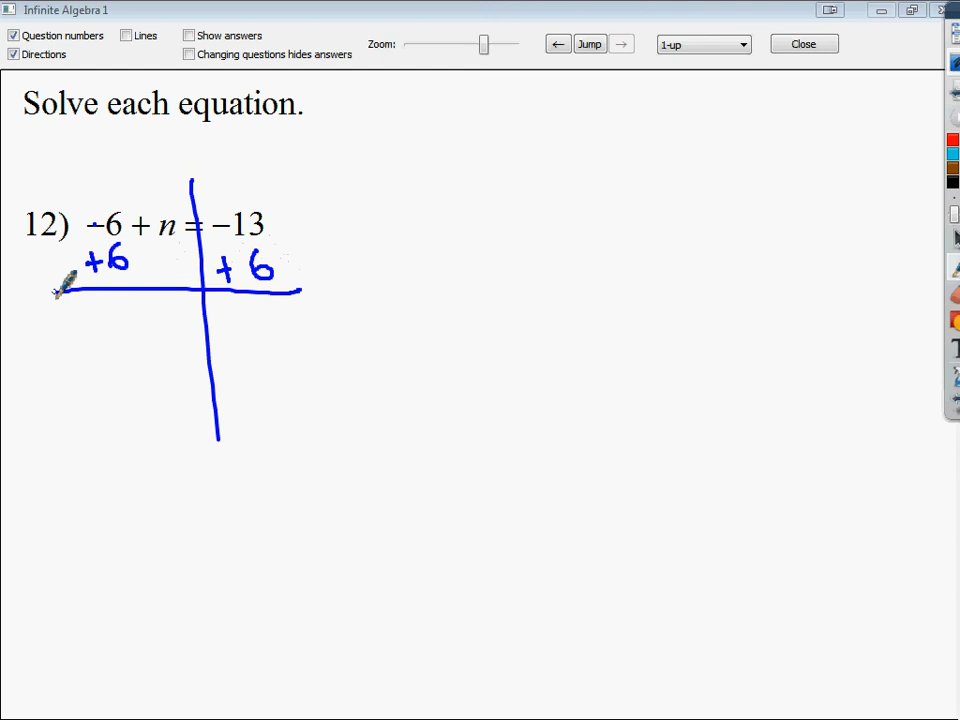 Infinite Algebra 1
Question numbers Lines Show answers
Directions Changing questions hides answers
Zoom: ← Jump → 1-up Close
Solve each equation.
12) −6 + n = −13
+6 + 6